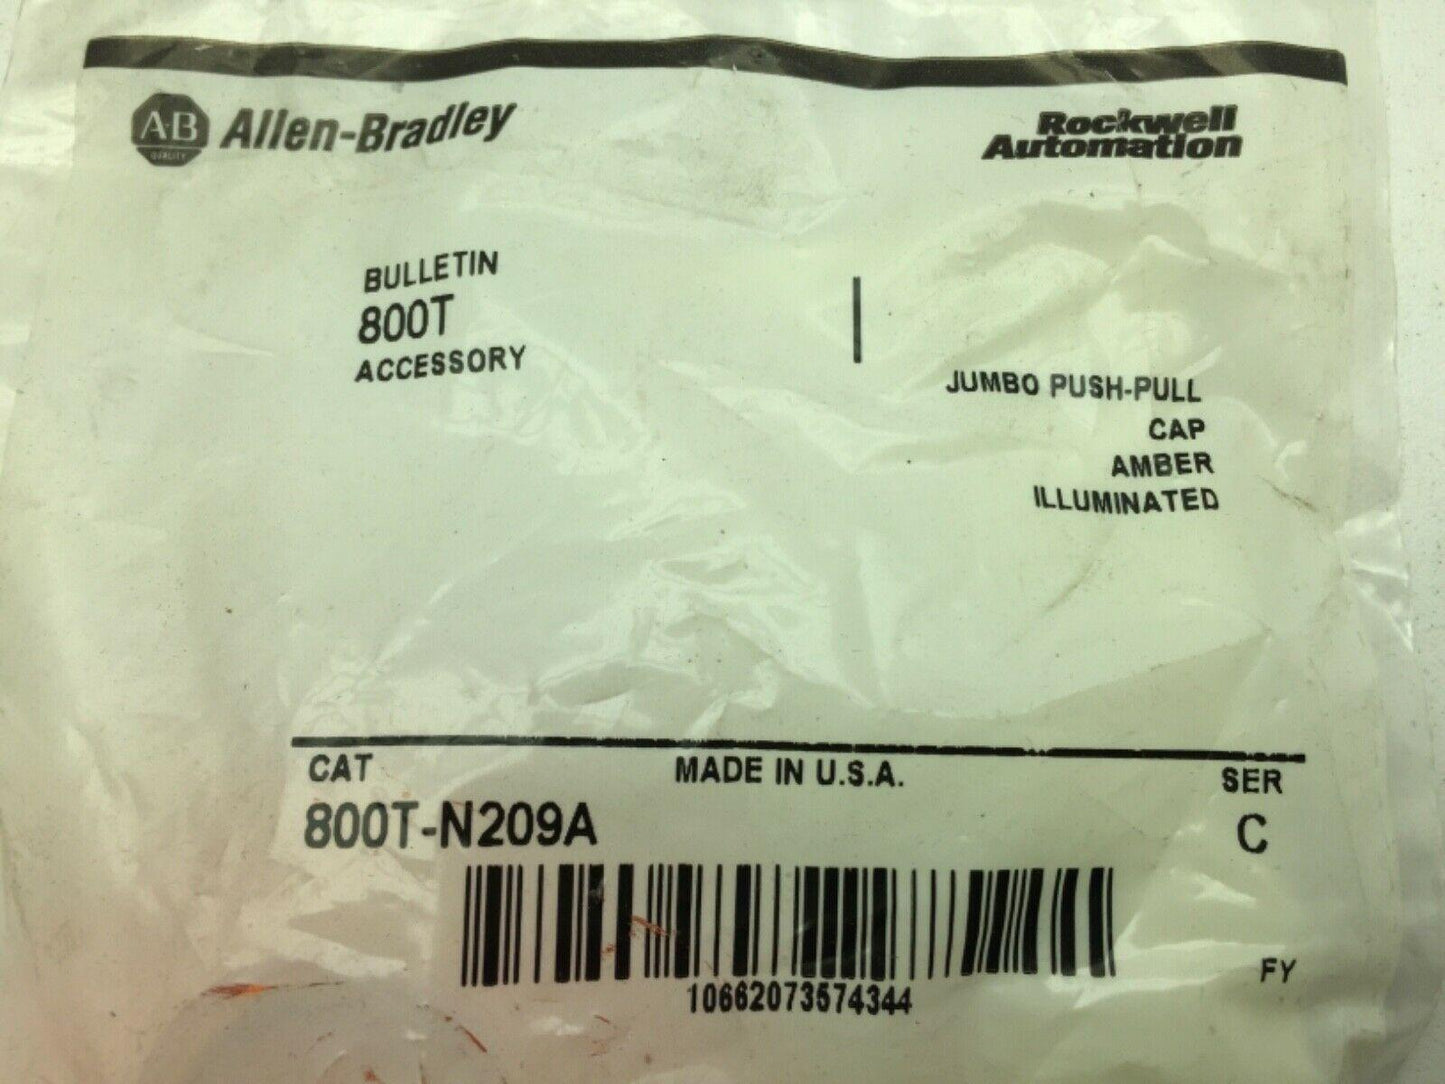 AB
QUALITY
Allen-Bradley
Rockwell
Automation
BULLETIN
800T
ACCESSORY
JUMBO PUSH-PULL
CAP
AMBER
ILLUMINATED
CAT
MADE IN U.S.A.
SER
800T-N209A
C
FY
10662073574344